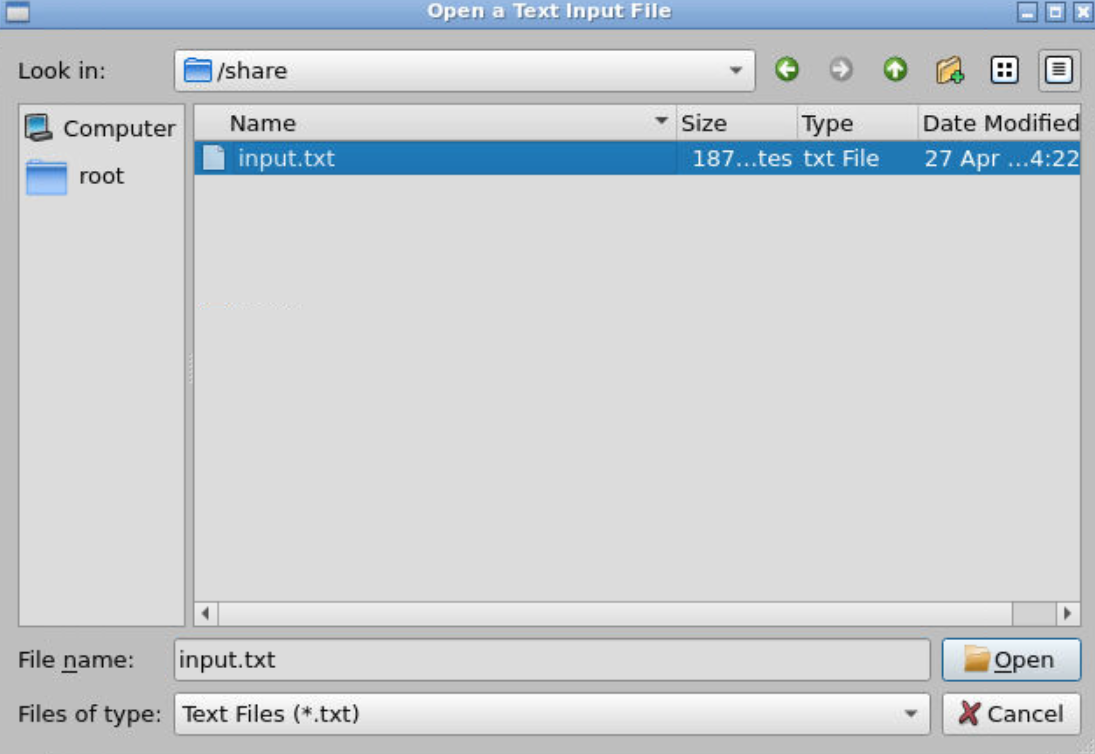 Open a Text Input File
Look in: /share
Computer
root
Name Size Type Date Modified
input.txt 187...tes txt File 27 Apr ...4:22
File name: input.txt Open
Files of type: Text Files (*.txt) Cancel